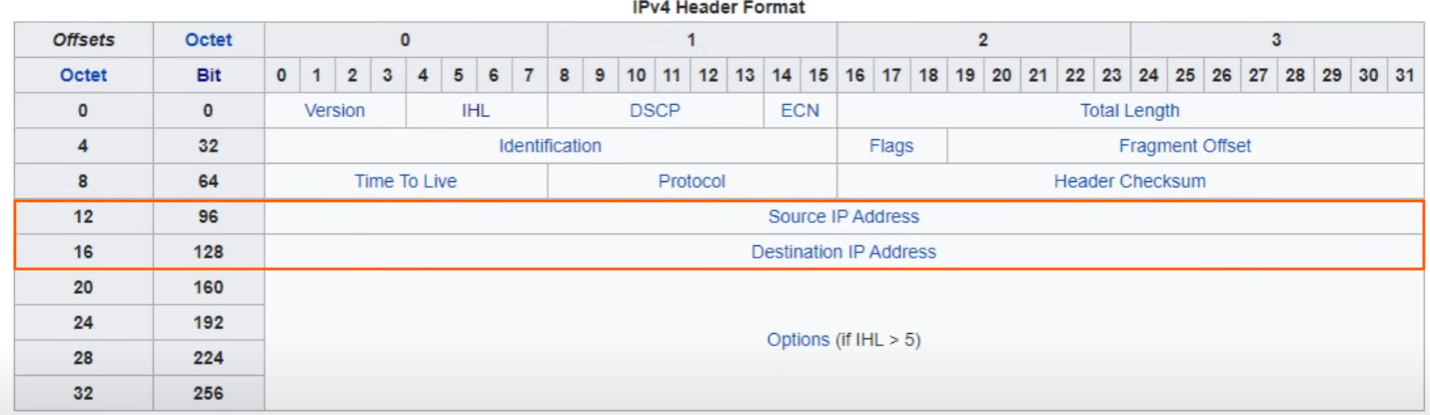 IPv4 Header Format
Offsets Octet 0 1 2 3
Octet Bit 0 1 2 3 4 5 6 7 8 9 10 11 12 13 14 15 16 17 18 19 20 21 22 23 24 25 26 27 28 29 30 31
0 0 Version IHL DSCP ECN Total Length
4 32 Identification Flags Fragment Offset
8 64 Time To Live Protocol Header Checksum
12 96 Source IP Address
16 128 Destination IP Address
20 160
24 192
Options (if IHL > 5)
28 224
32 256